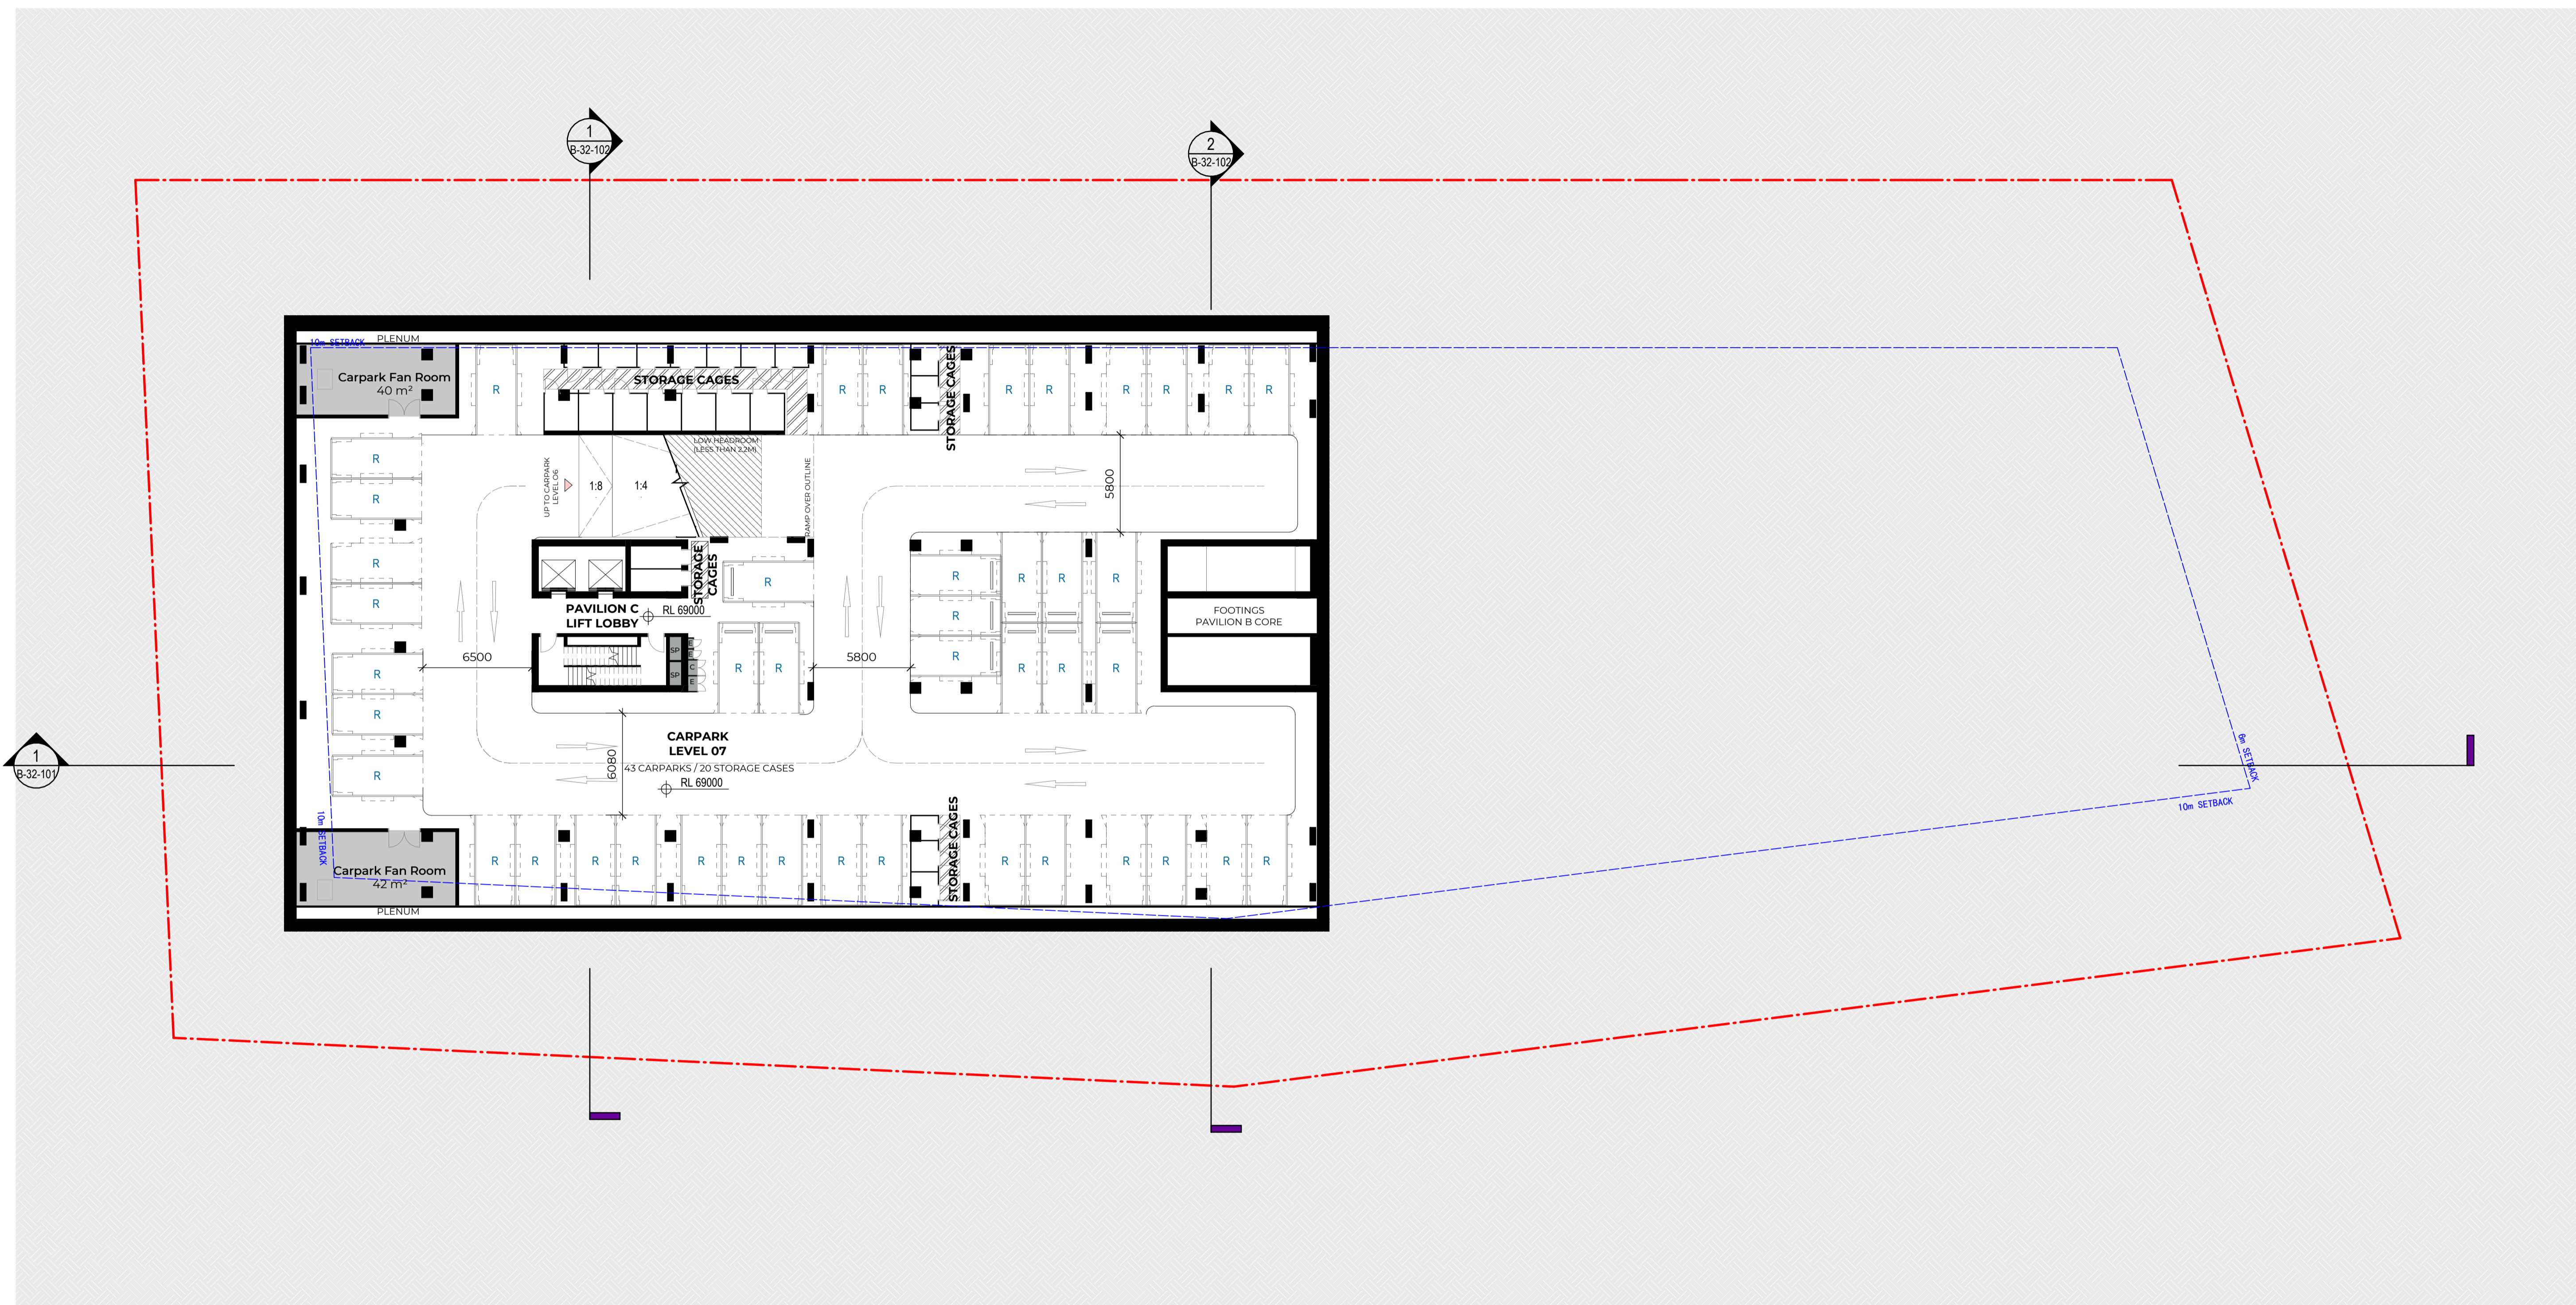 1
B-32-102
2
B-32-102
PLENUM
10m SETBACK
Carpark Fan Room
40 m²
R
STORAGE CAGES
R
R
STORAGE CAGES
R
R
R
R
R
R
R
R
R
R
R
R
R
UP TO CARPARK
LEVEL 06
1:8
1:4
LOW HEADROOM
(LESS THAN 2.2M)
RAMP OVER OUTLINE
5800
STORAGE
CAGES
R
R
R
R
R
R
R
FOOTINGS
PAVILION B CORE
PAVILION C
LIFT LOBBY
RL 69000
SP
SP
E
E
C
E
6500
R
R
5800
R
R
R
R
CARPARK
LEVEL 07
43 CARPARKS / 20 STORAGE CASES
RL 69000
6080
1
B-32-101
6m SETBACK
10m SETBACK
10m SETBACK
Carpark Fan Room
42 m²
PLENUM
R
R
R
R
R
R
R
R
R
STORAGE CAGES
R
R
R
R
R
R